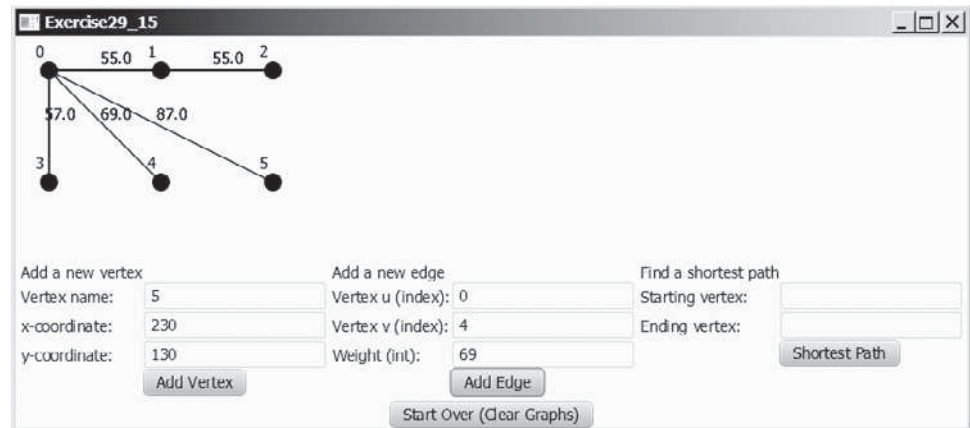 Exercise29_15
0 55.0 1 55.0 2
57.0 69.0 87.0
3 4 5
Add a new vertex Add a new edge Find a shortest path
Vertex name: 5 Vertex u (index): 0 Starting vertex:
x-coordinate: 230 Vertex v (index): 4 Ending vertex:
y-coordinate: 130 Weight (int): 69 Shortest Path
Add Vertex Add Edge
Start Over (Clear Graphs)